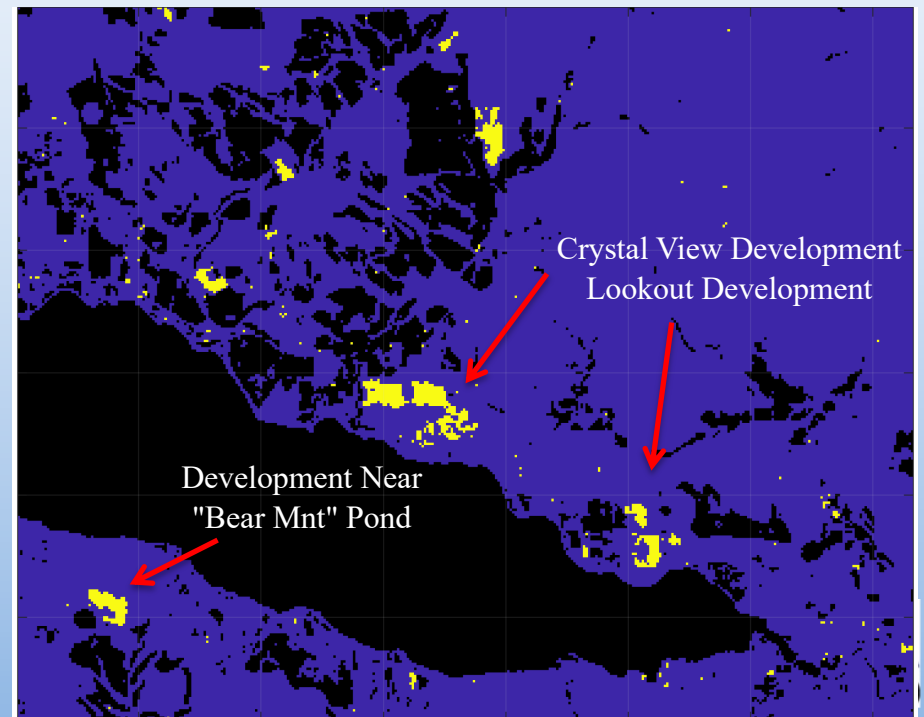 Crystal View Development
Lookout Development
Development Near
"Bear Mnt" Pond